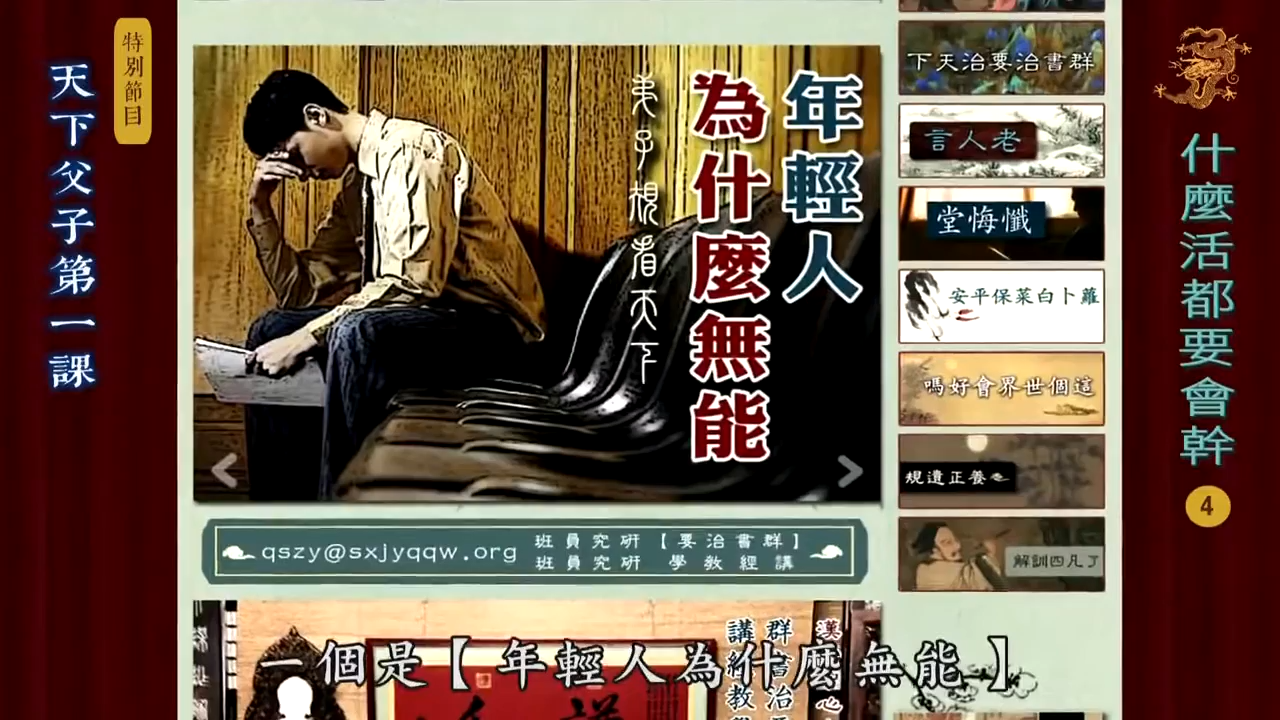 特別節目
天下父子第一課
年輕人
為什麼無能
弟子規看天下
下天治要治書群
言人老
堂悔懺
安平保菜白卜蘿
嗎好會界世個這
規遺正養
解訓四凡了
什麼活都要會幹
4
qszy@sxjyqqw.org
班員究研【要治書群】
班員究研 學教經講
群書治
一個是【年輕人為什麼無能】